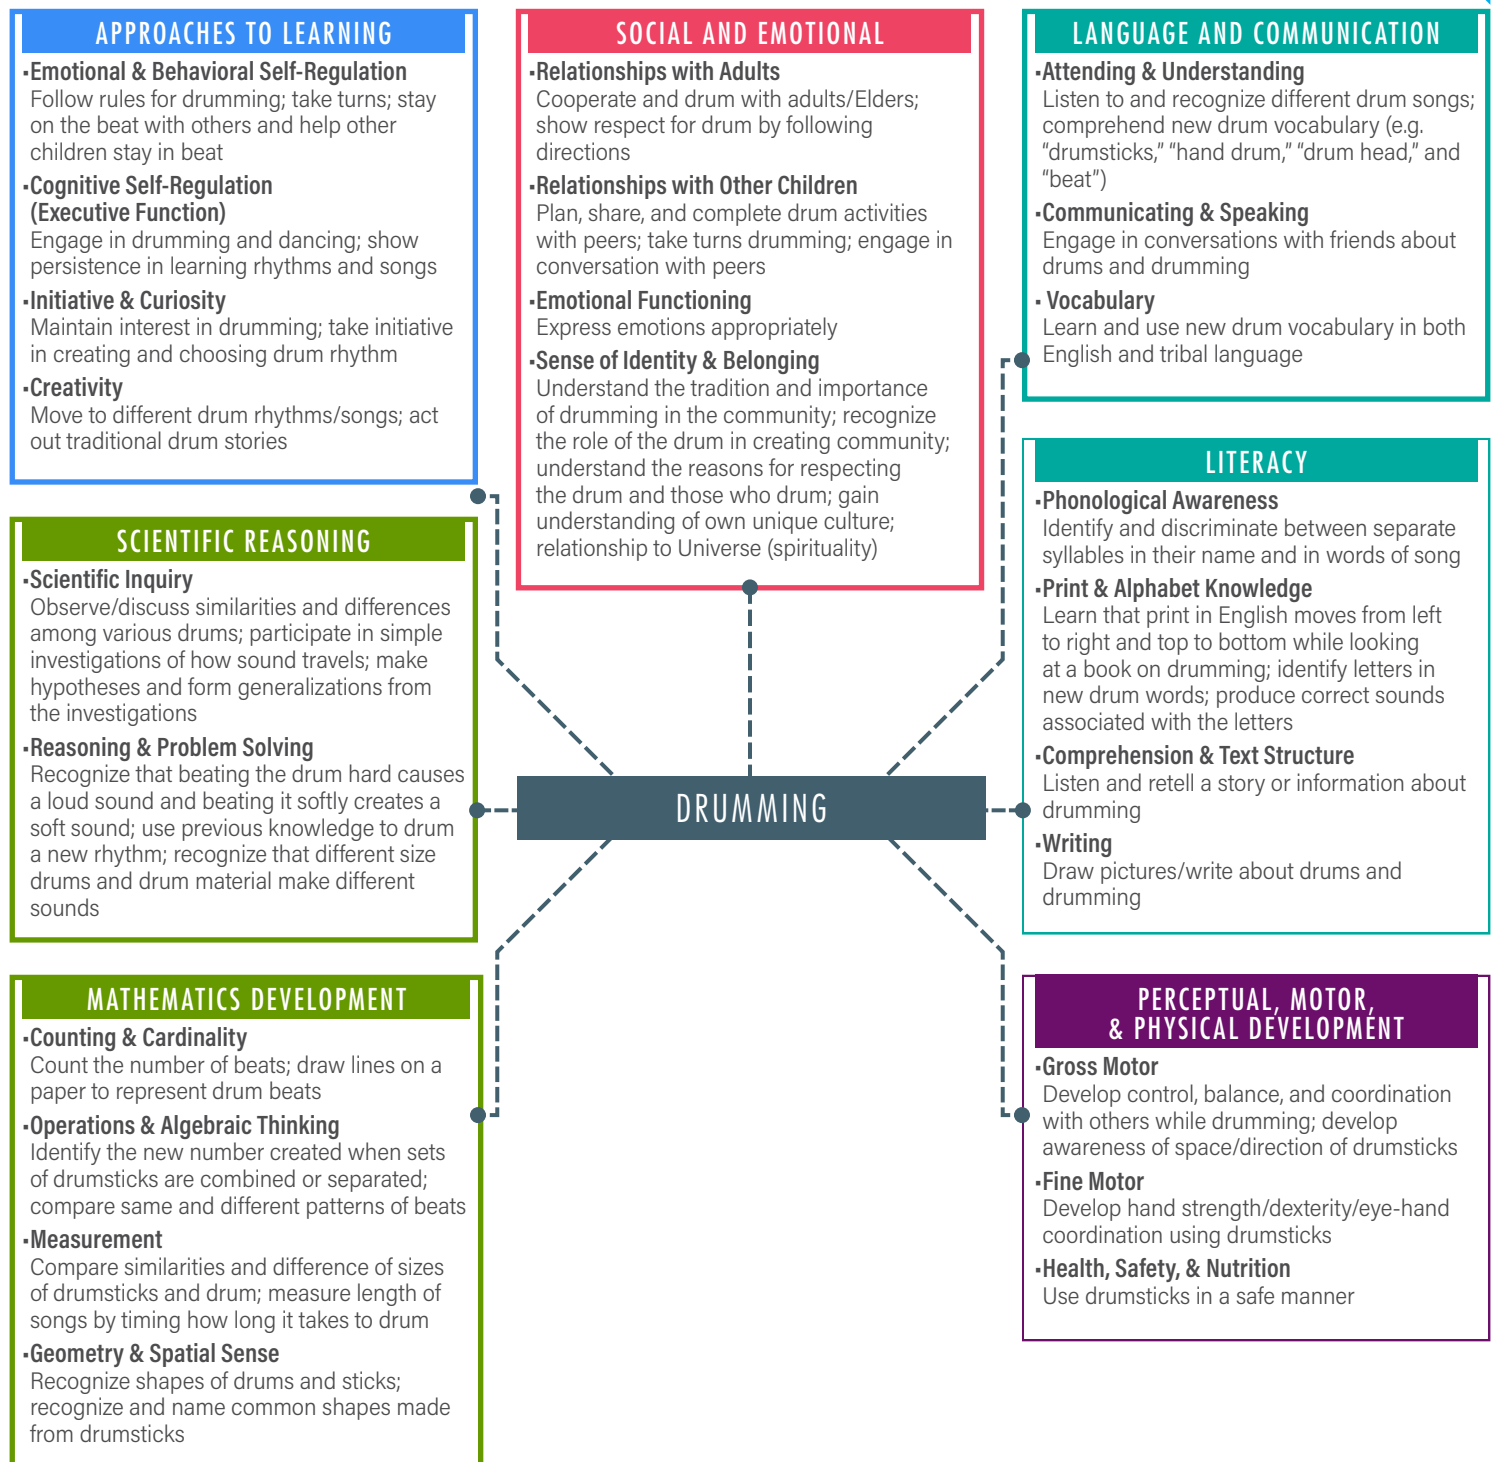 APPROACHES TO LEARNING
▪Emotional & Behavioral Self-Regulation
Follow rules for drumming; take turns; stay
on the beat with others and help other
children stay in beat
▪Cognitive Self-Regulation
(Executive Function)
Engage in drumming and dancing; show
persistence in learning rhythms and songs
▪Initiative & Curiosity
Maintain interest in drumming; take initiative
in creating and choosing drum rhythm
▪Creativity
Move to different drum rhythms/songs; act
out traditional drum stories
SCIENTIFIC REASONING
▪Scientific Inquiry
Observe/discuss similarities and differences
among various drums; participate in simple
investigations of how sound travels; make
hypotheses and form generalizations from
the investigations
▪Reasoning & Problem Solving
Recognize that beating the drum hard causes
a loud sound and beating it softly creates a
soft sound; use previous knowledge to drum
a new rhythm; recognize that different size
drums and drum material make different
sounds
MATHEMATICS DEVELOPMENT
▪Counting & Cardinality
Count the number of beats; draw lines on a
paper to represent drum beats
▪Operations & Algebraic Thinking
Identify the new number created when sets
of drumsticks are combined or separated;
compare same and different patterns of beats
▪Measurement
Compare similarities and difference of sizes
of drumsticks and drum; measure length of
songs by timing how long it takes to drum
▪Geometry & Spatial Sense
Recognize shapes of drums and sticks;
recognize and name common shapes made
from drumsticks
SOCIAL AND EMOTIONAL
▪Relationships with Adults
Cooperate and drum with adults/Elders;
show respect for drum by following
directions
▪Relationships with Other Children
Plan, share, and complete drum activities
with peers; take turns drumming; engage in
conversation with peers
▪Emotional Functioning
Express emotions appropriately
▪Sense of Identity & Belonging
Understand the tradition and importance
of drumming in the community; recognize
the role of the drum in creating community;
understand the reasons for respecting
the drum and those who drum; gain
understanding of own unique culture;
relationship to Universe (spirituality)
DRUMMING
LANGUAGE AND COMMUNICATION
▪Attending & Understanding
Listen to and recognize different drum songs;
comprehend new drum vocabulary (e.g.
“drumsticks,” “hand drum,” “drum head,” and
“beat”)
▪Communicating & Speaking
Engage in conversations with friends about
drums and drumming
▪ Vocabulary
Learn and use new drum vocabulary in both
English and tribal language
LITERACY
▪Phonological Awareness
Identify and discriminate between separate
syllables in their name and in words of song
▪Print & Alphabet Knowledge
Learn that print in English moves from left
to right and top to bottom while looking
at a book on drumming; identify letters in
new drum words; produce correct sounds
associated with the letters
▪Comprehension & Text Structure
Listen and retell a story or information about
drumming
▪Writing
Draw pictures/write about drums and
drumming
PERCEPTUAL, MOTOR,
& PHYSICAL DEVELOPMENT
▪Gross Motor
Develop control, balance, and coordination
with others while drumming; develop
awareness of space/direction of drumsticks
▪Fine Motor
Develop hand strength/dexterity/eye-hand
coordination using drumsticks
▪Health, Safety, & Nutrition
Use drumsticks in a safe manner